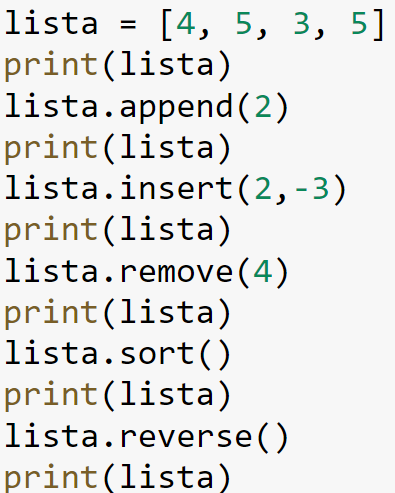 lista = [4, 5, 3, 5]
print(lista)
lista.append(2)
print(lista)
lista.insert(2,-3)
print(lista)
lista.remove(4)
print(lista)
lista.sort()
print(lista)
lista.reverse()
print(lista)